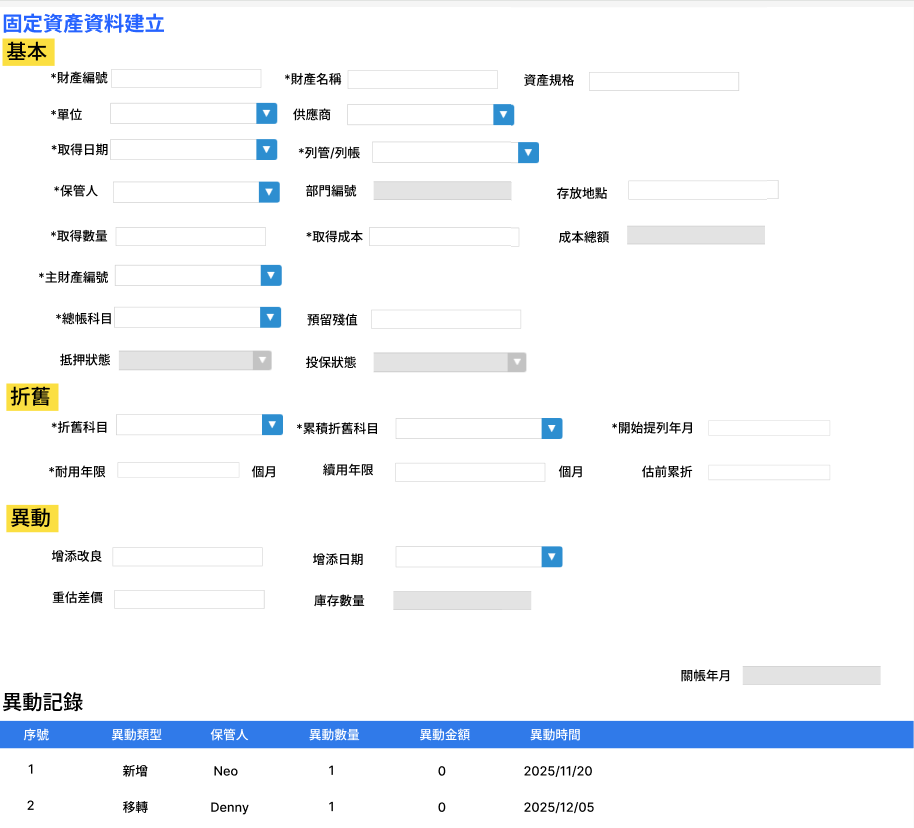 固定資產資料建立
基本
*財產編號 *財產名稱 資產規格
*單位 供應商
*取得日期 *列管/列帳
*保管人 部門編號 存放地點
*取得數量 *取得成本 成本總額
*主財產編號
*總帳科目 預留殘值
抵押狀態 投保狀態
折舊
*折舊科目 *累積折舊科目 *開始提列年月
*耐用年限 個月 續用年限 個月 估前累折
異動
增添改良 增添日期
重估差價 庫存數量
關帳年月
異動記錄
序號 異動類型 保管人 異動數量 異動金額 異動時間
1 新增 Neo 1 0 2025/11/20
2 移轉 Denny 1 0 2025/12/05